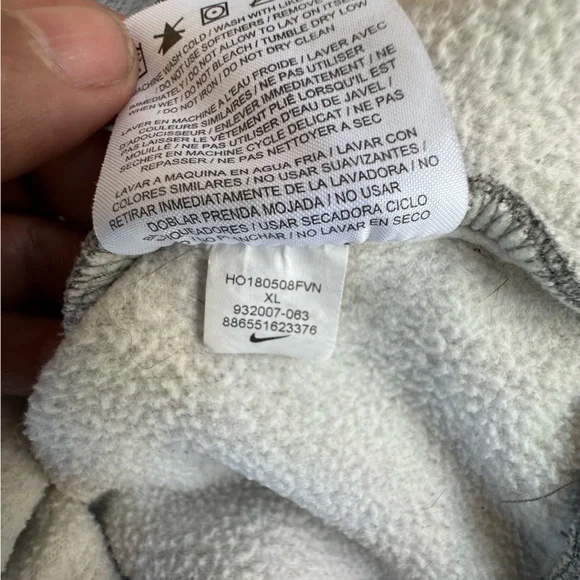 MACHINE WASH COLD / WASH WITH LIKE
/ DO NOT USE SOFTENERS / REMOVE
IMMEDIATELY / DO NOT ALLOW TO LAY ON ITSELF
WHEN WET / DO NOT BLEACH / TUMBLE DRY LOW
/ DO NOT IRON / DO NOT DRY CLEAN
LAVER EN MACHINE À L'EAU FROIDE / LAVER AVEC
COULEURS SIMILAIRES / NE PAS UTILISER
D'ADOUCISSEUR / ENLEVER IMMÉDIATEMENT / NE
PAS LAISSER LE VÊTEMENT PLIÉ LORSQU'IL EST
MOUILLÉ / NE PAS UTILISER D'EAU DE JAVEL /
SÉCHER EN MACHINE CYCLE DÉLICAT / NE PAS
REPASSER / NE PAS NETTOYER A SEC
LAVAR A MAQUINA EN AGUA FRIA / LAVAR CON
COLORES SIMILARES / NO USAR SUAVIZANTES /
RETIRAR INMEDIATAMENTE DE LA LAVADORA / NO
DOBLAR PRENDA MOJADA / NO USAR
BLANQUEADORES / USAR SECADORA CICLO
/ NO PLANCHAR / NO LAVAR EN SECO
HO180508FVN
XL
932007-063
886551623376